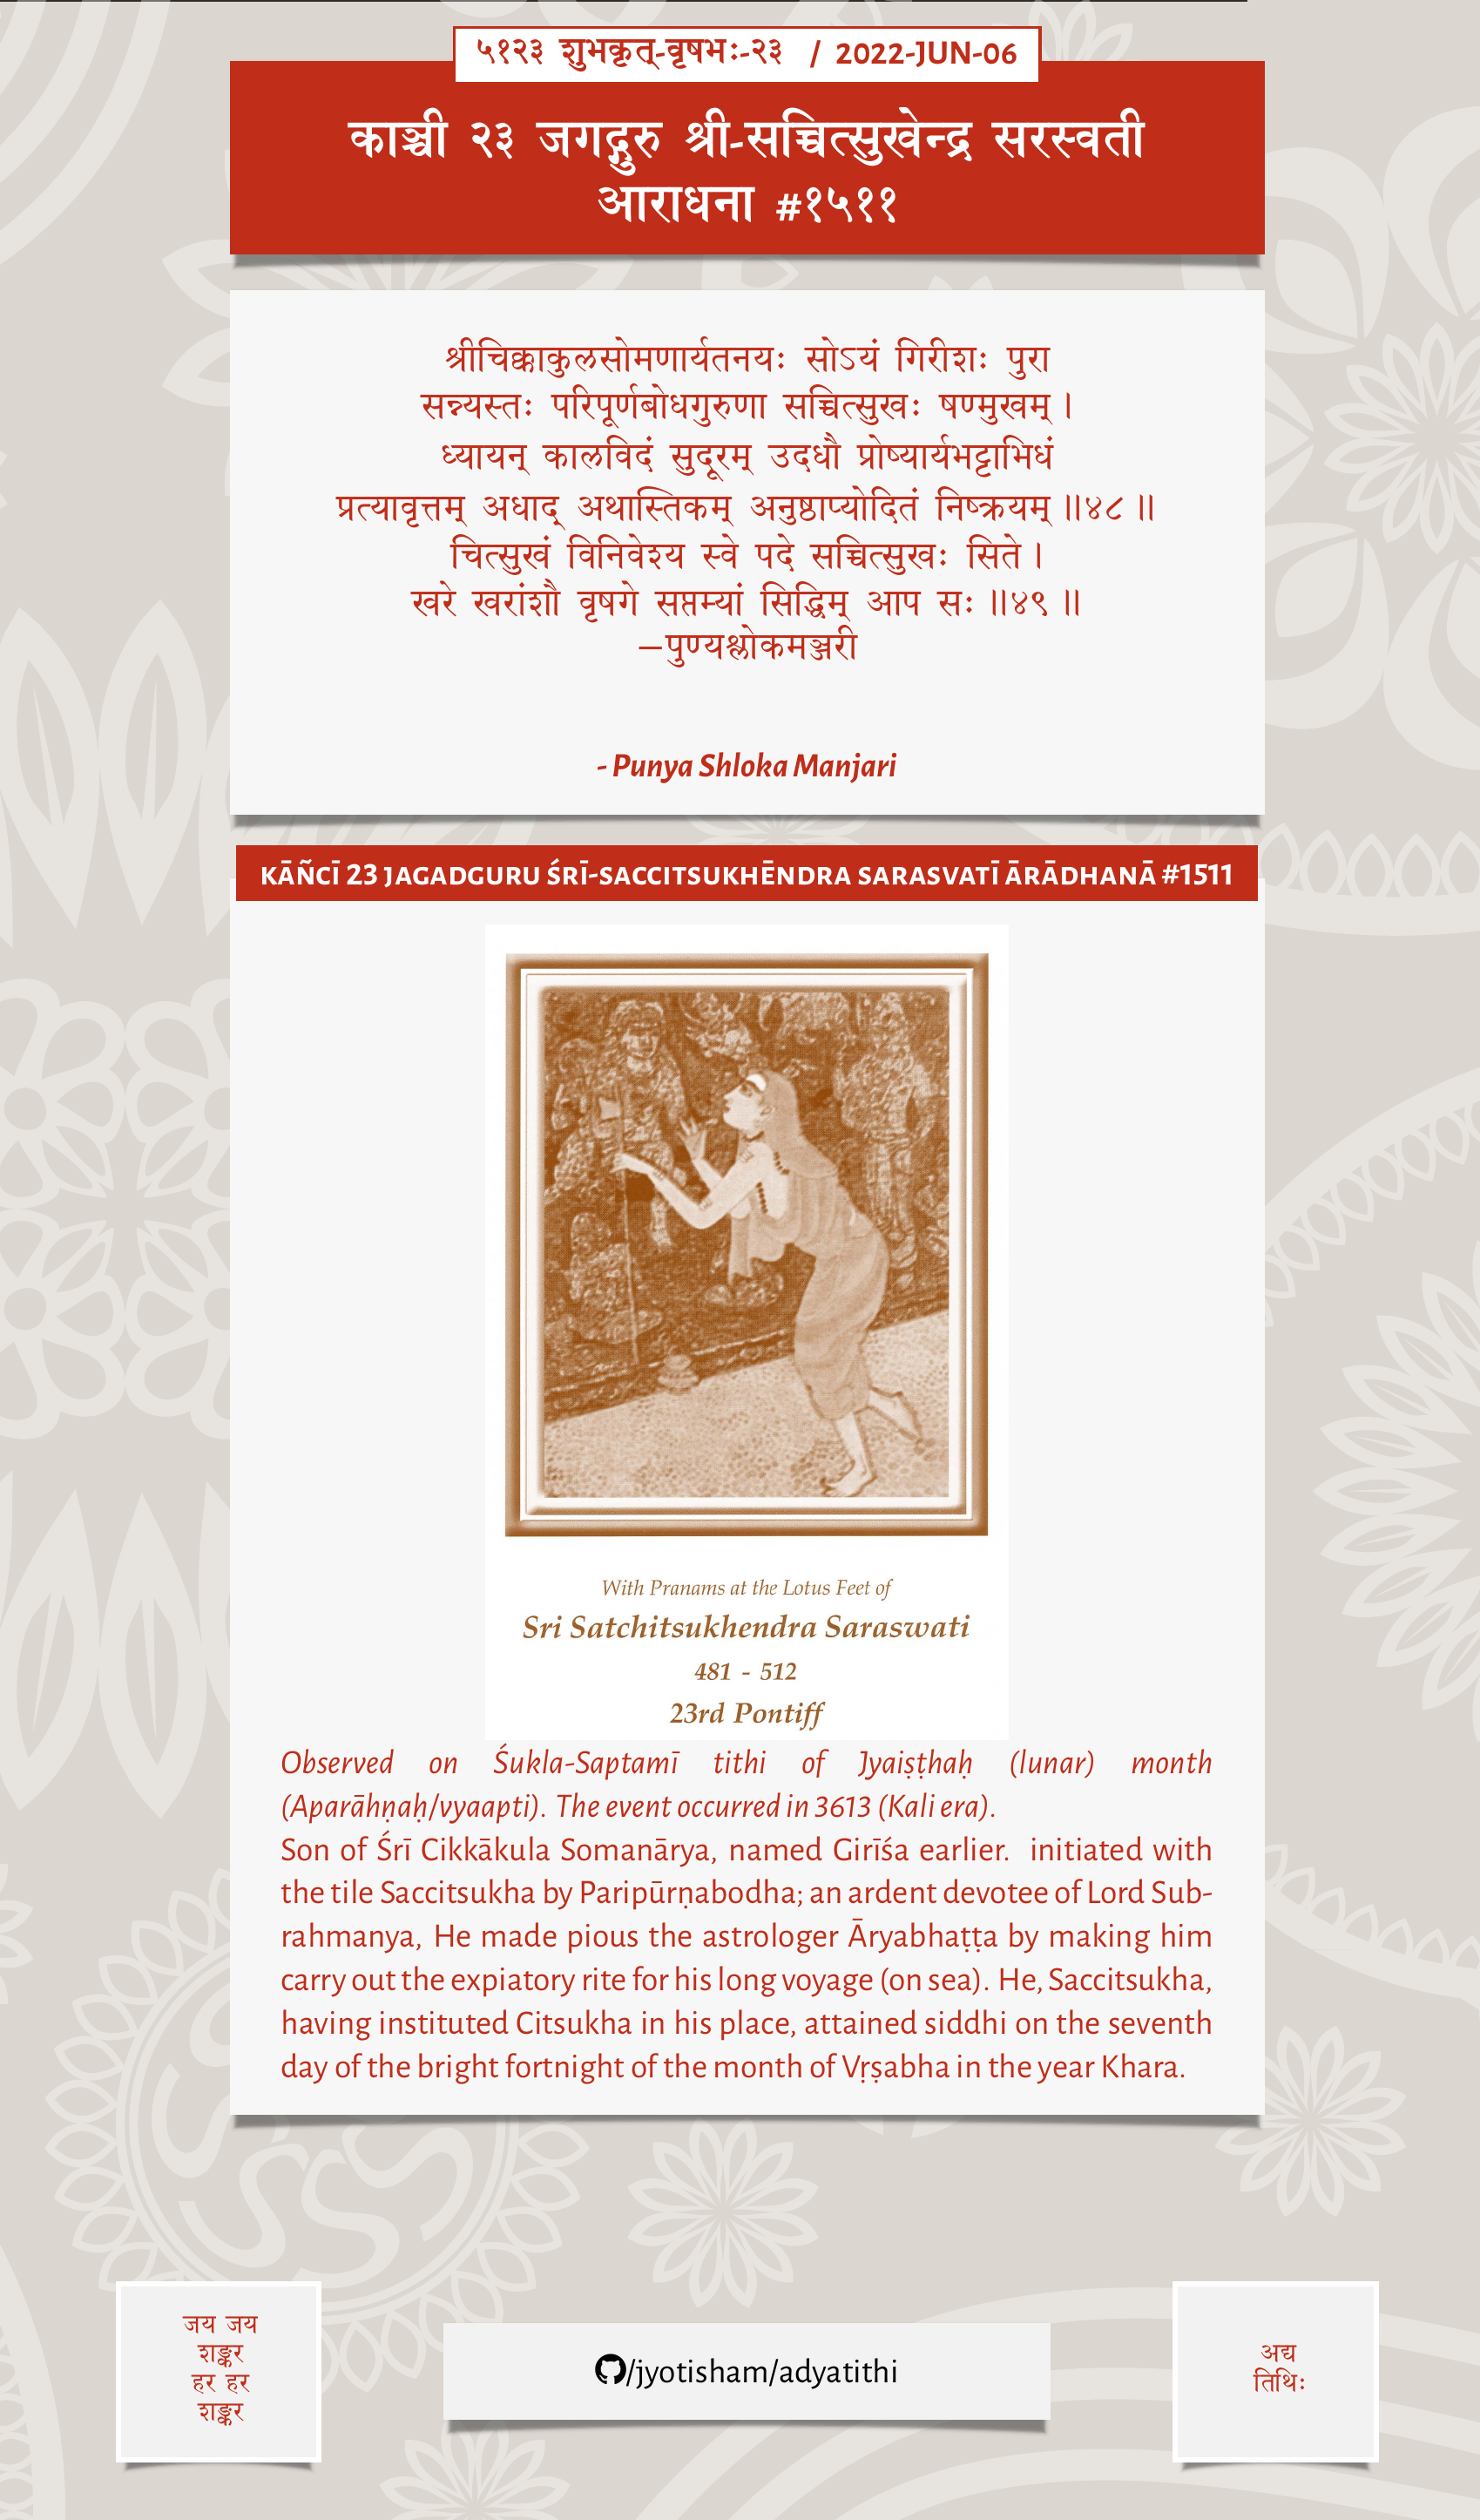 ५१२३ शुभकृत्-वृषभः-२३ / 2022-JUN-06
काञ्ची २३ जगद्गुरु श्री-सच्चित्सुखेन्द्र सरस्वती
आराधना #१५११
श्रीचिक्काकुलसोमणार्यतनयः सोऽयं गिरीशः पुरा
सन्न्यस्तः परिपूर्णबोधगुरुणा सच्चित्सुखः षण्मुखम् ।
ध्यायन् कालविदं सुदूरम् उदधौ प्रोष्यार्यभट्टाभिधं
प्रत्यावृत्तम् अधाद् अथास्तिकम् अनुष्ठाप्योदितं निष्क्रयम् ॥४८ ॥
चित्सुखं विनिवेश्य स्वे पदे सच्चित्सुखः सिते ।
खरे खरांशौ वृषगे सप्तम्यां सिद्धिम् आप सः ॥४९ ॥
—पुण्यश्लोकमञ्जरी
- Punya Shloka Manjari
KĀÑCĪ 23 JAGADGURU ŚRĪ-SACCITSUKHĒNDRA SARASVATĪ ĀRĀDHANĀ #1511
With Pranams at the Lotus Feet of
Sri Satchitsukhendra Saraswati
481 - 512
23rd Pontiff
Observed on Śukla-Saptamī tithi of Jyaiṣṭhaḥ (lunar) month
(Aparāhṇaḥ/vyaapti). The event occurred in 3613 (Kali era).
Son of Śrī Cikkākula Somanārya, named Girīśa earlier. initiated with
the tile Saccitsukha by Paripūrṇabodha; an ardent devotee of Lord Sub-
rahmanya, He made pious the astrologer Āryabhaṭṭa by making him
carry out the expiatory rite for his long voyage (on sea). He, Saccitsukha,
having instituted Citsukha in his place, attained siddhi on the seventh
day of the bright fortnight of the month of Vṛṣabha in the year Khara.
जय जय
शङ्कर
हर हर
शङ्कर
/jyotisham/adyatithi
अद्य
तिथिः